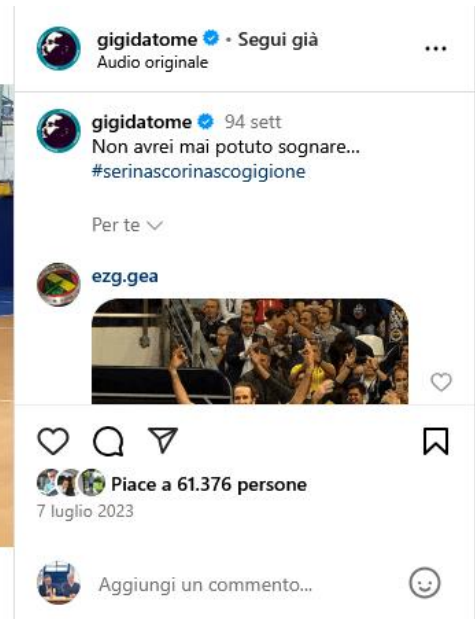 gigidatome • Segui già
Audio originale
gigidatome 94 sett
Non avrei mai potuto sognare...
#serinascorinascogigione
Per te
ezg.gea
Piace a 61.376 persone
7 luglio 2023
Aggiungi un commento...